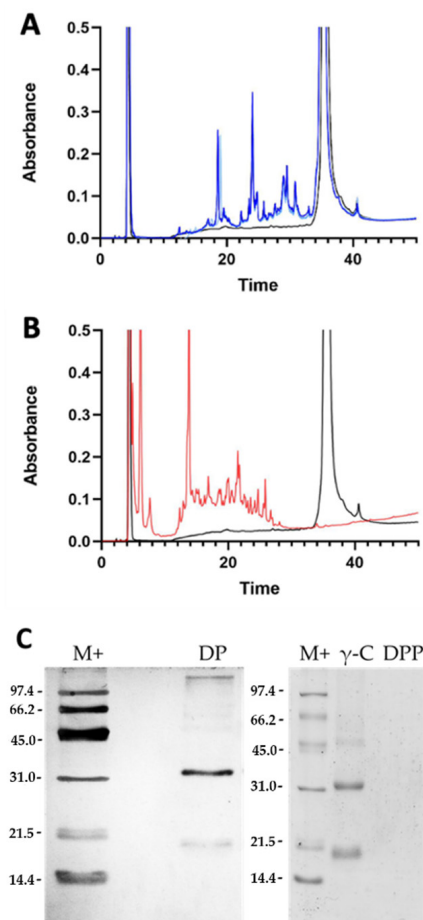 A
0.5
0.4
0.3
0.2
0.1
0.0
Absorbance
0 20 40
Time
B
0.5
0.4
0.3
0.2
0.1
0.0
Absorbance
0 20 40
Time
C
M+ DP M+ γ-C DPP
97.4 -
66.2 -
45.0 -
31.0 -
21.5-
14.4 -
97.4 -
66.2 -
45.0 -
31.0 -
21.5 -
14.4 -